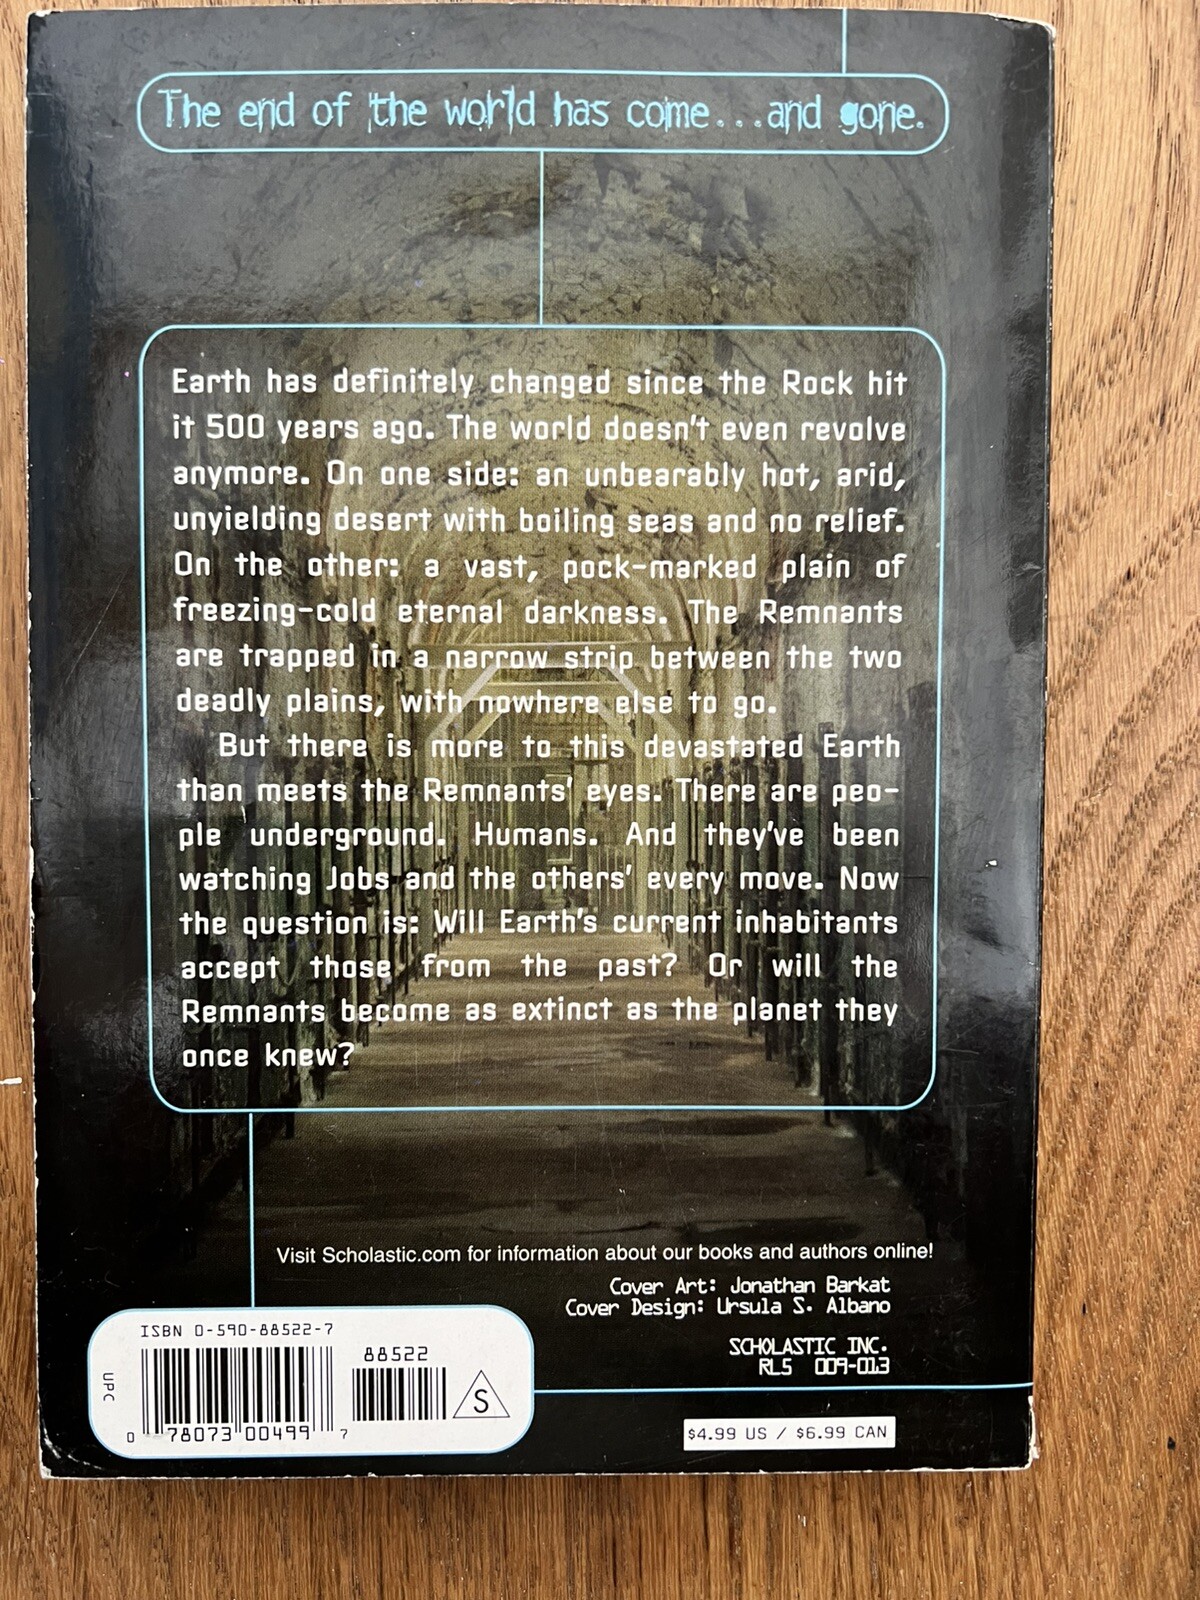 The end of the world has come...and gone.
Earth has definitely changed since the Rock hit
it 500 years ago. The world doesn't even revolve
anymore. On one side: an unbearably hot, arid,
unyielding desert with boiling seas and no relief.
On the other: a vast, pock-marked plain of
freezing-cold eternal darkness. The Remnants
are trapped in a narrow strip between the two
deadly plains, with nowhere else to go.
But there is more to this devastated Earth
than meets the Remnants' eyes. There are peo-
ple underground. Humans. And they've been
watching Jobs and the others' every move. Now
the question is: Will Earth's current inhabitants
accept those from the past? Or will the
Remnants become as extinct as the planet they
once knew?
Visit Scholastic.com for information about our books and authors online!
Cover Art: Jonathan Barkat
Cover Design: Ursula S. Albano
SCHOLASTIC INC.
RL5 009-013
$4.99 US / $6.99 CAN
ISBN 0-590-88522-7
88522
UPC
S
0 78073 00499 7